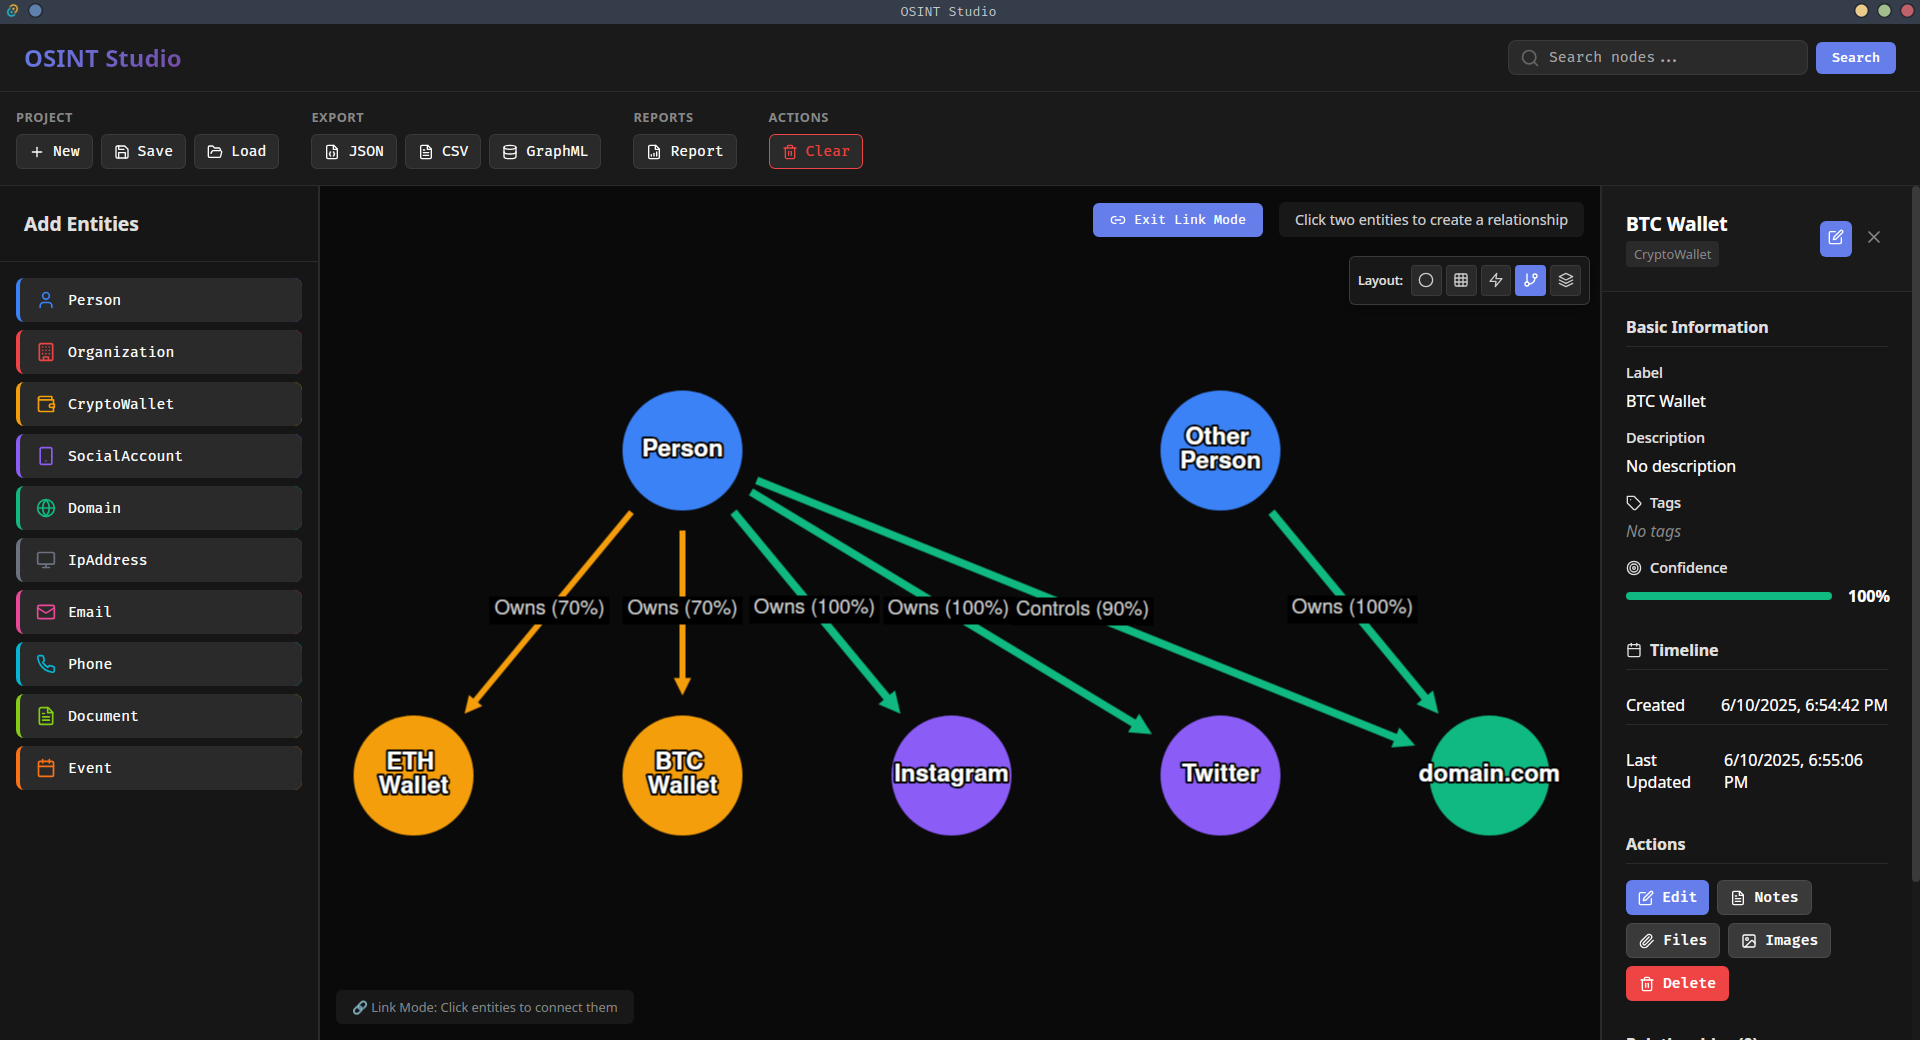 OSINT Studio
OSINT Studio
Search nodes...
Search
PROJECT
New
Save
Load
EXPORT
JSON
CSV
GraphML
REPORTS
Report
ACTIONS
Clear
Add Entities
Person
Organization
CryptoWallet
SocialAccount
Domain
IpAddress
Email
Phone
Document
Event
Exit Link Mode
Click two entities to create a relationship
Layout:
Person
Other
Person
Owns (70%)
Owns (70%)
Owns (100%)
Owns (100%)
Controls (90%)
Owns (100%)
ETH
Wallet
BTC
Wallet
Instagram
Twitter
domain.com
Link Mode: Click entities to connect them
BTC Wallet
CryptoWallet
Basic Information
Label
BTC Wallet
Description
No description
Tags
No tags
Confidence
100%
Timeline
Created
6/10/2025, 6:54:42 PM
Last
Updated
6/10/2025, 6:55:06
PM
Actions
Edit
Notes
Files
Images
Delete